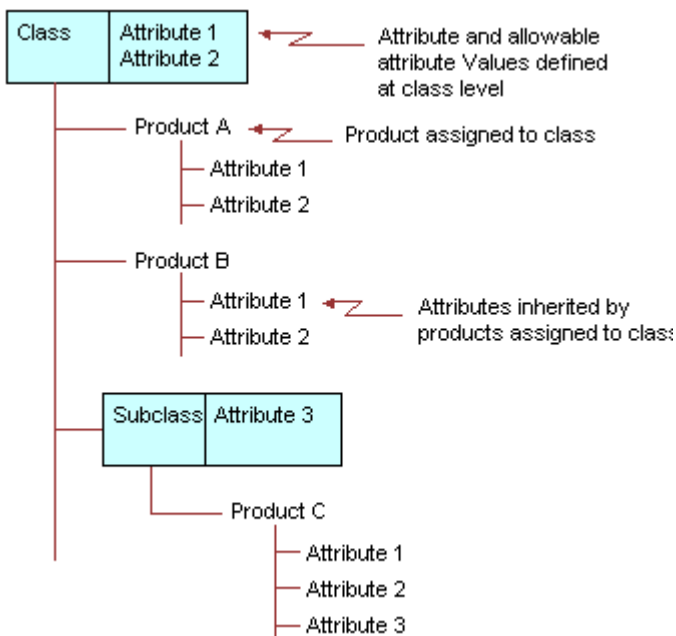 Class
Attribute 1
Attribute 2
Attribute and allowable
attribute Values defined
at class level
Product A
Product assigned to class
Attribute 1
Attribute 2
Product B
Attribute 1
Attributes inherited by
products assigned to class
Attribute 2
Subclass
Attribute 3
Product C
Attribute 1
Attribute 2
Attribute 3